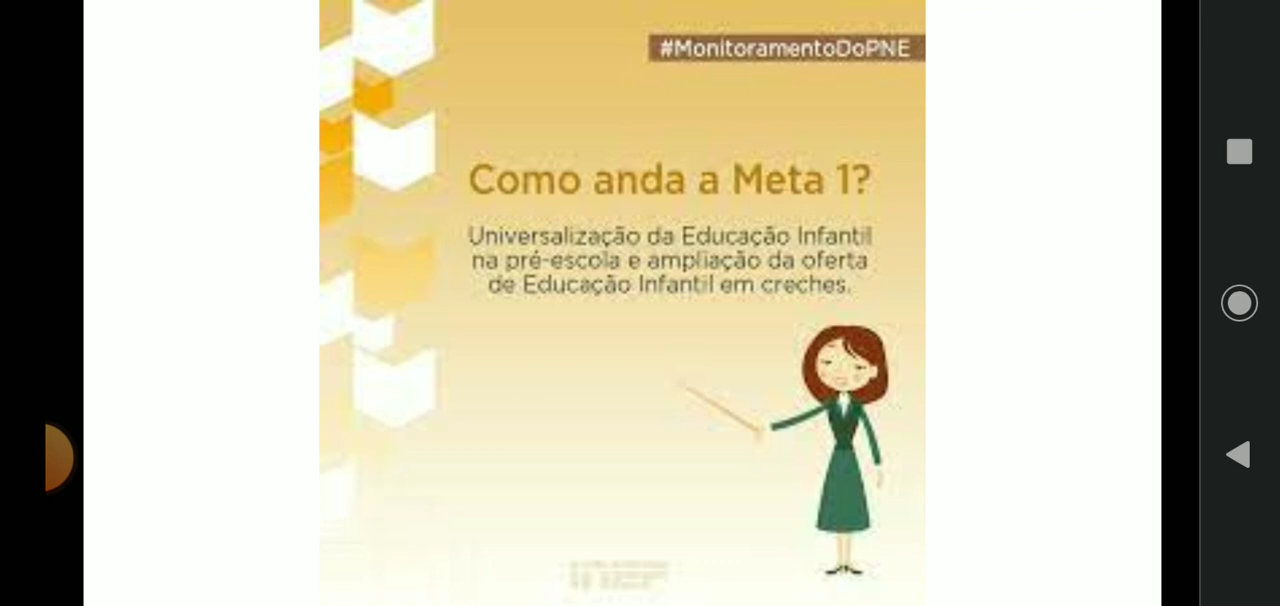 #MonitoramentoDoPNE
Como anda a Meta 1?
Universalização da Educação Infantil
na pré-escola e ampliação da oferta
de Educação Infantil em creches.
INEP